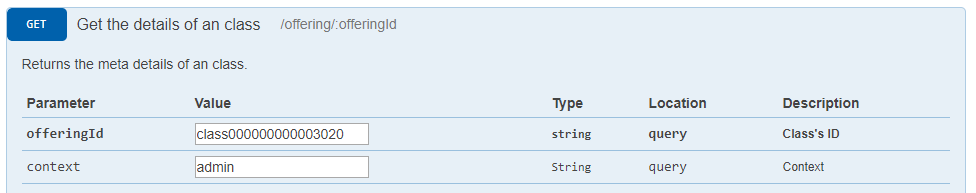 GET Get the details of an class /offering/:offeringId
Returns the meta details of an class.
Parameter Value Type Location Description
offeringId class000000000003020 string query Class's ID
context admin String query Context